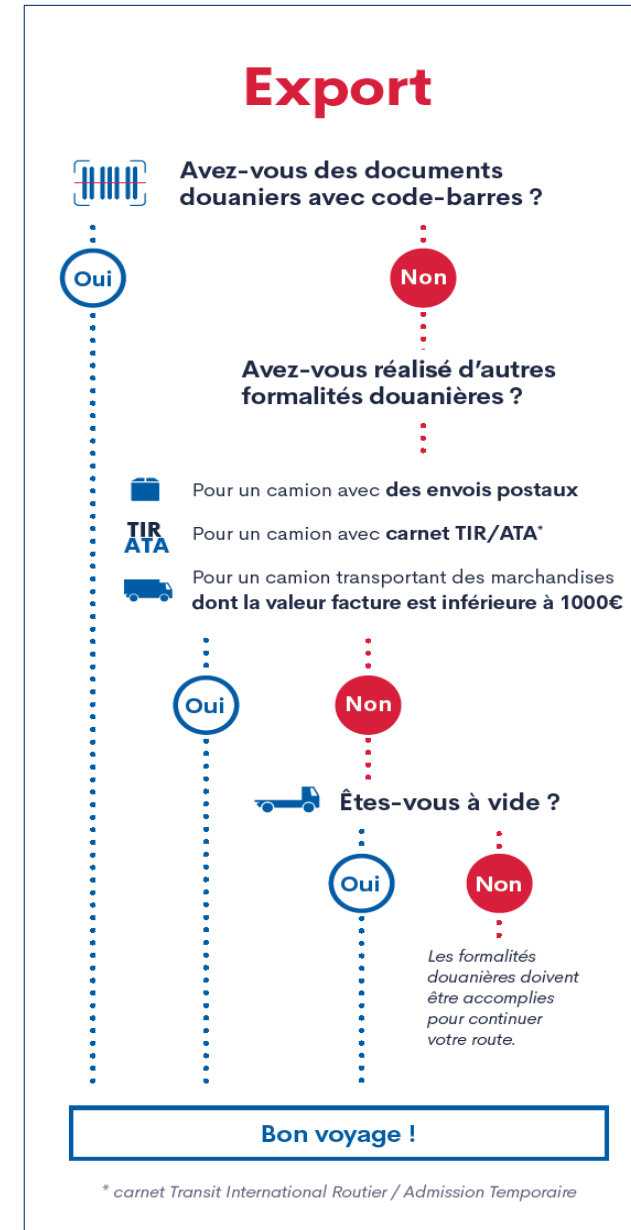 Export
Avez-vous des documents
douaniers avec code-barres ?
Oui
Non
Avez-vous réalisé d'autres
formalités douanières ?
Pour un camion avec des envois postaux
TIR
ATA
Pour un camion avec carnet TIR/ATA*
Pour un camion transportant des marchandises
dont la valeur facture est inférieure à 1000€
Oui
Non
Êtes-vous à vide ?
Oui
Non
Les formalités
douanières doivent
être accomplies
pour continuer
votre route.
Bon voyage !
* carnet Transit International Routier / Admission Temporaire